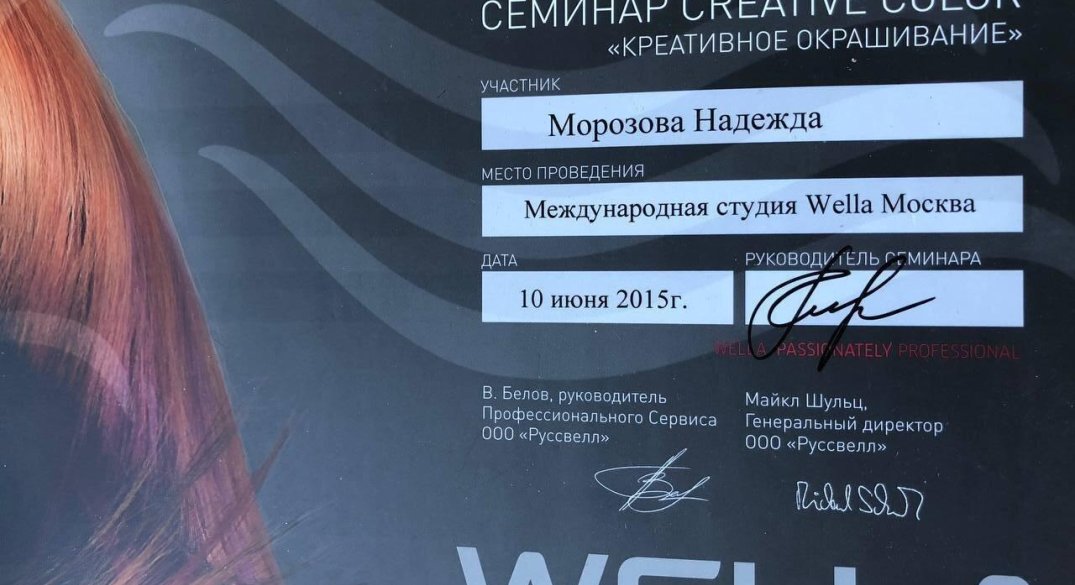 СЕМИНАР CREATIVE COLOR
«КРЕАТИВНОЕ ОКРАШИВАНИЕ»
УЧАСТНИК
Морозова Надежда
МЕСТО ПРОВЕДЕНИЯ
Международная студия Wella Москва
ДАТА
РУКОВОДИТЕЛЬ СЕМИНАРА
10 июня 2015г.
WELLA. PASSIONATELY PROFESSIONAL
В. Белов, руководитель
Профессионального Сервиса
ООО «Руссвелл»
Майкл Шульц,
Генеральный директор
ООО «Руссвелл»
WELLA